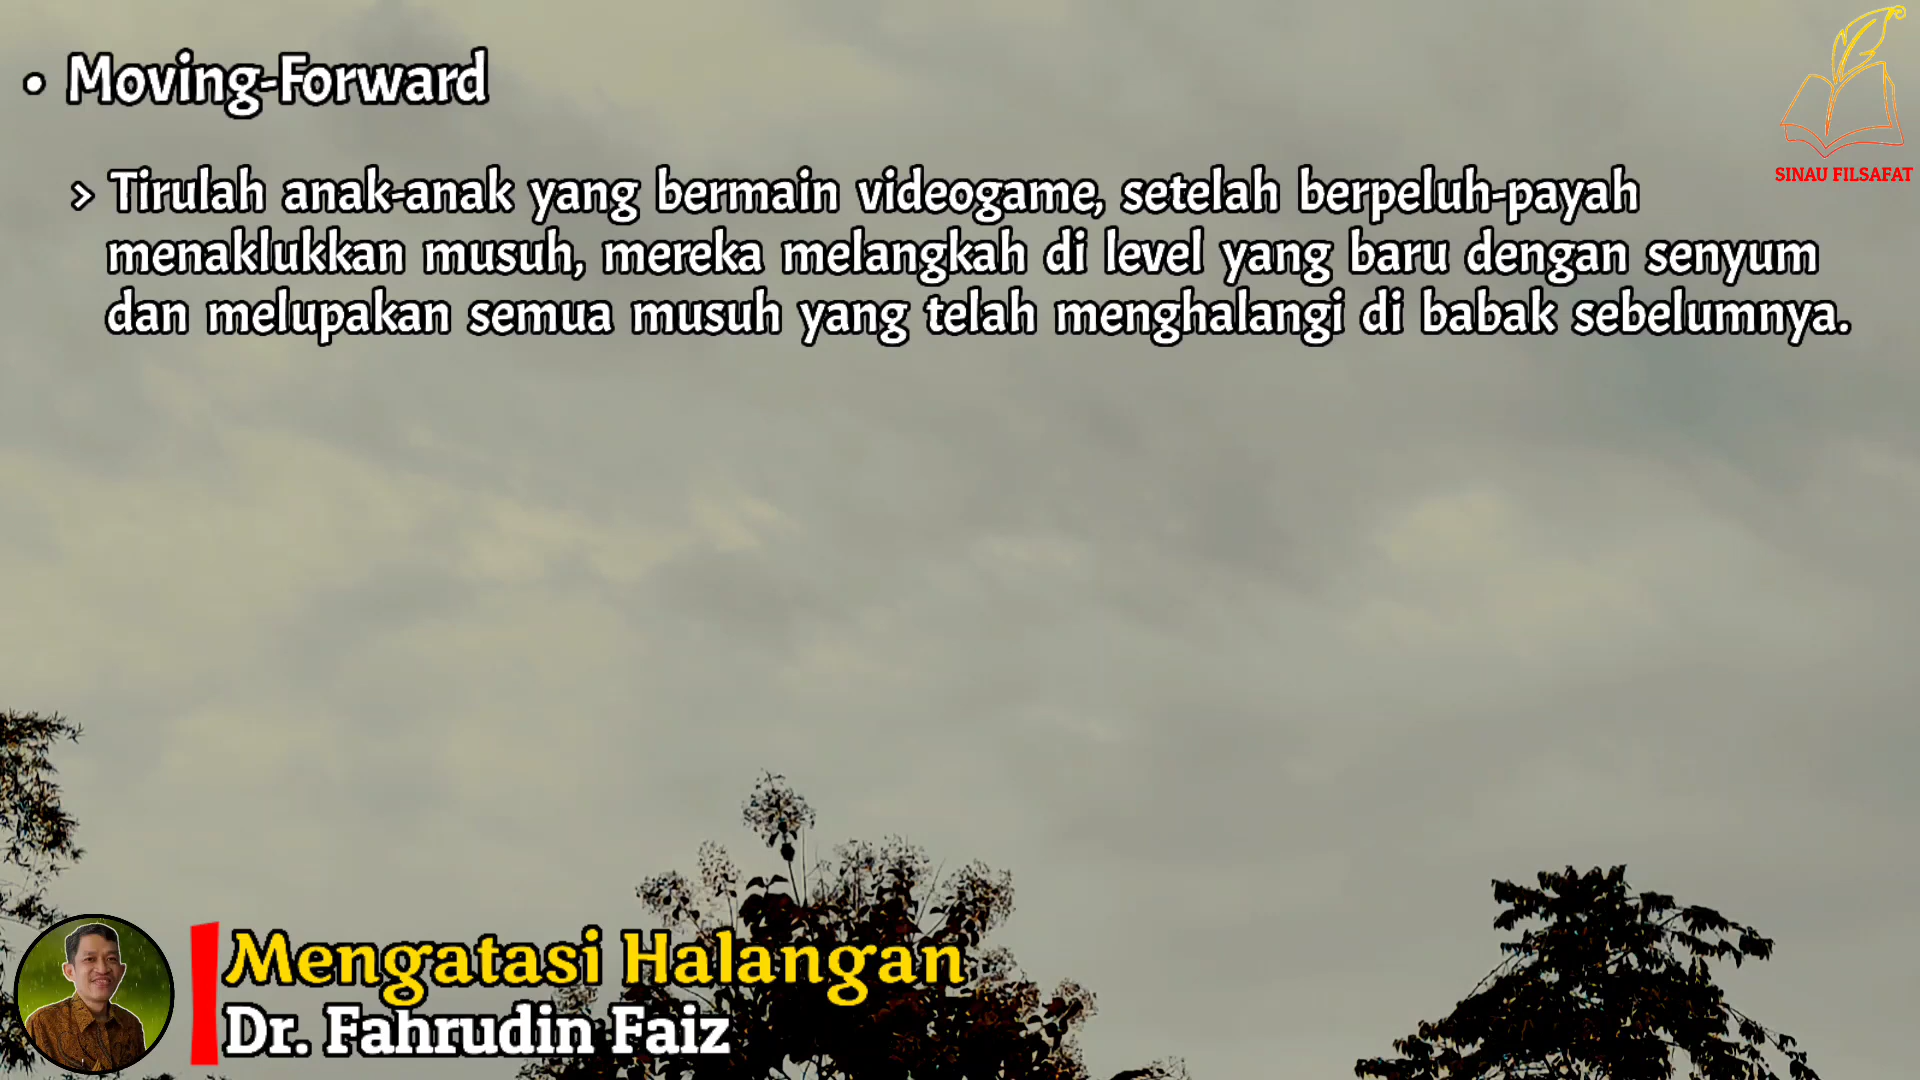 • Moving-Forward
SINAU FILSAFAT
> Tirulah anak-anak yang bermain videogame, setelah berpeluh-payah
menaklukkan musuh, mereka melangkah di level yang baru dengan senyum
dan melupakan semua musuh yang telah menghalangi di babak sebelumnya.
Mengatasi Halangan
Dr. Fahrudin Faiz